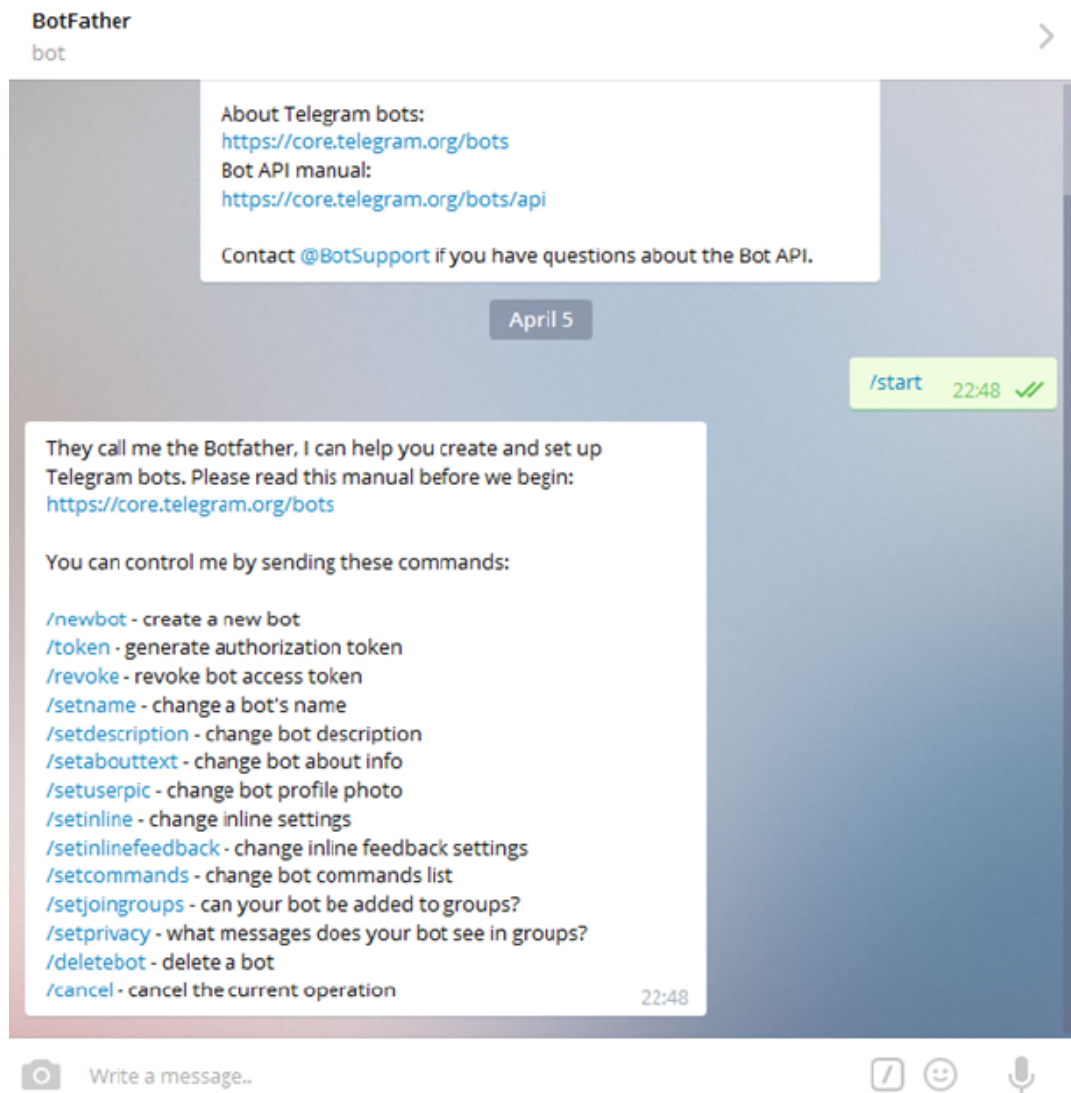 BotFather
bot
About Telegram bots:
https://core.telegram.org/bots
Bot API manual:
https://core.telegram.org/bots/api
Contact @BotSupport if you have questions about the Bot API.
April 5
/start 22:48
They call me the Botfather, I can help you create and set up
Telegram bots. Please read this manual before we begin:
https://core.telegram.org/bots
You can control me by sending these commands:
/newbot - create a new bot
/token - generate authorization token
/revoke - revoke bot access token
/setname - change a bot's name
/setdescription - change bot description
/setabouttext - change bot about info
/setuserpic - change bot profile photo
/setinline - change inline settings
/setinlinefeedback - change inline feedback settings
/setcommands - change bot commands list
/setjoingroups - can your bot be added to groups?
/setprivacy - what messages does your bot see in groups?
/deletebot - delete a bot
/cancel - cancel the current operation
22:48
Write a message..